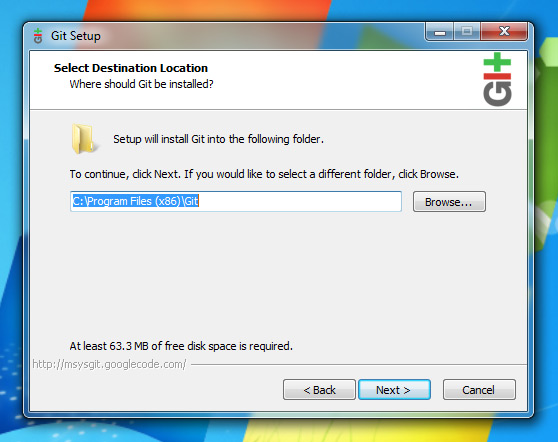 Git Setup
Select Destination Location
Where should Git be installed?
Git
Setup will install Git into the following folder.
To continue, click Next. If you would like to select a different folder, click Browse.
C:\Program Files (x86)\Git
Browse...
At least 63.3 MB of free disk space is required.
http://msysgit.googlecode.com/
< Back
Next >
Cancel